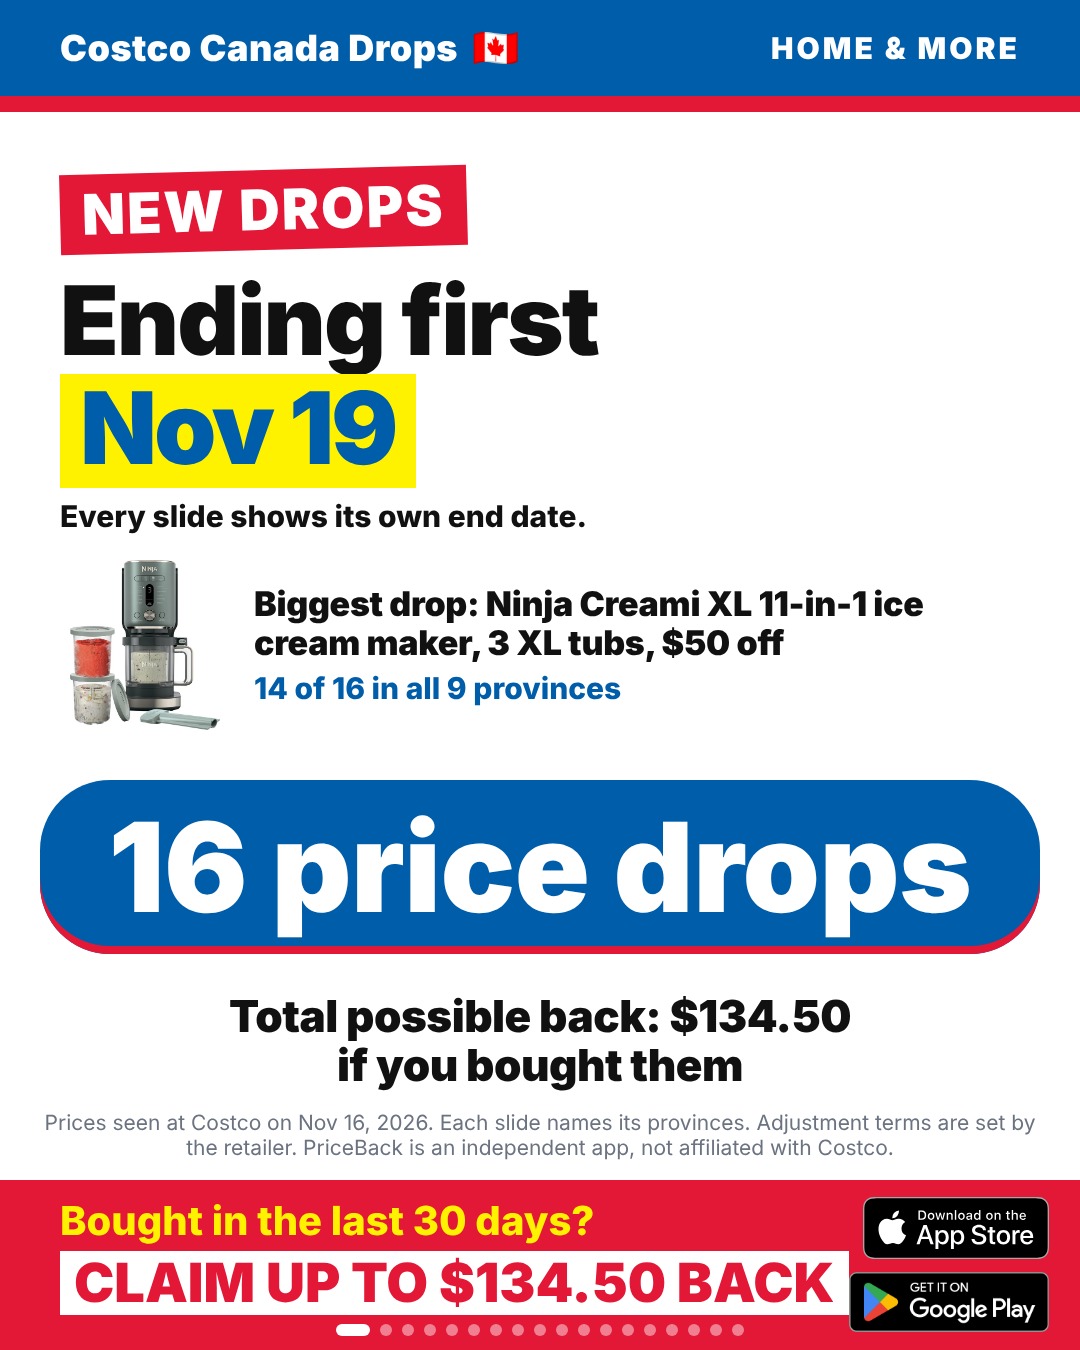 Costco Canada Drops 🇨🇦
HOME & MORE
NEW DROPS
Ending first
Nov 19
Every slide shows its own end date.
NINJA
Biggest drop: Ninja Creami XL 11-in-1 ice
cream maker, 3 XL tubs, $50 off
14 of 16 in all 9 provinces
16 price drops
Total possible back: $134.50
if you bought them
Prices seen at Costco on Nov 16, 2026. Each slide names its provinces. Adjustment terms are set by
the retailer. PriceBack is an independent app, not affiliated with Costco.
Bought in the last 30 days?
CLAIM UP TO $134.50 BACK
Download on the
App Store
GET IT ON
Google Play